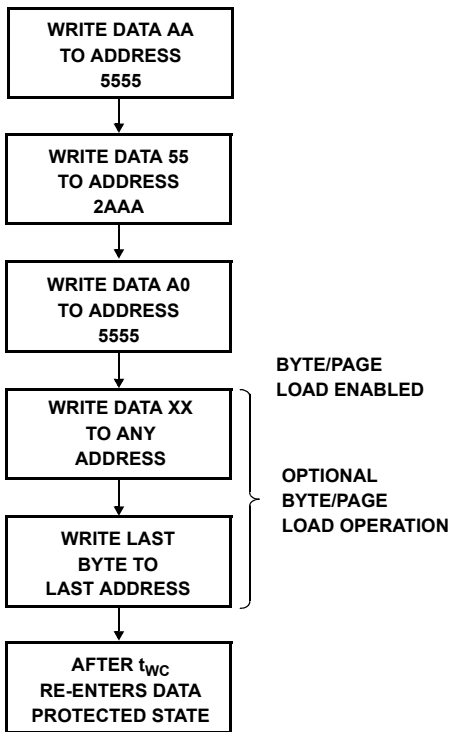 WRITE DATA AA
TO ADDRESS
5555
WRITE DATA 55
TO ADDRESS
2AAA
WRITE DATA A0
TO ADDRESS
5555
BYTE/PAGE
LOAD ENABLED
WRITE DATA XX
TO ANY
ADDRESS
OPTIONAL
BYTE/PAGE
LOAD OPERATION
WRITE LAST
BYTE TO
LAST ADDRESS
AFTER tWC
RE-ENTERS DATA
PROTECTED STATE